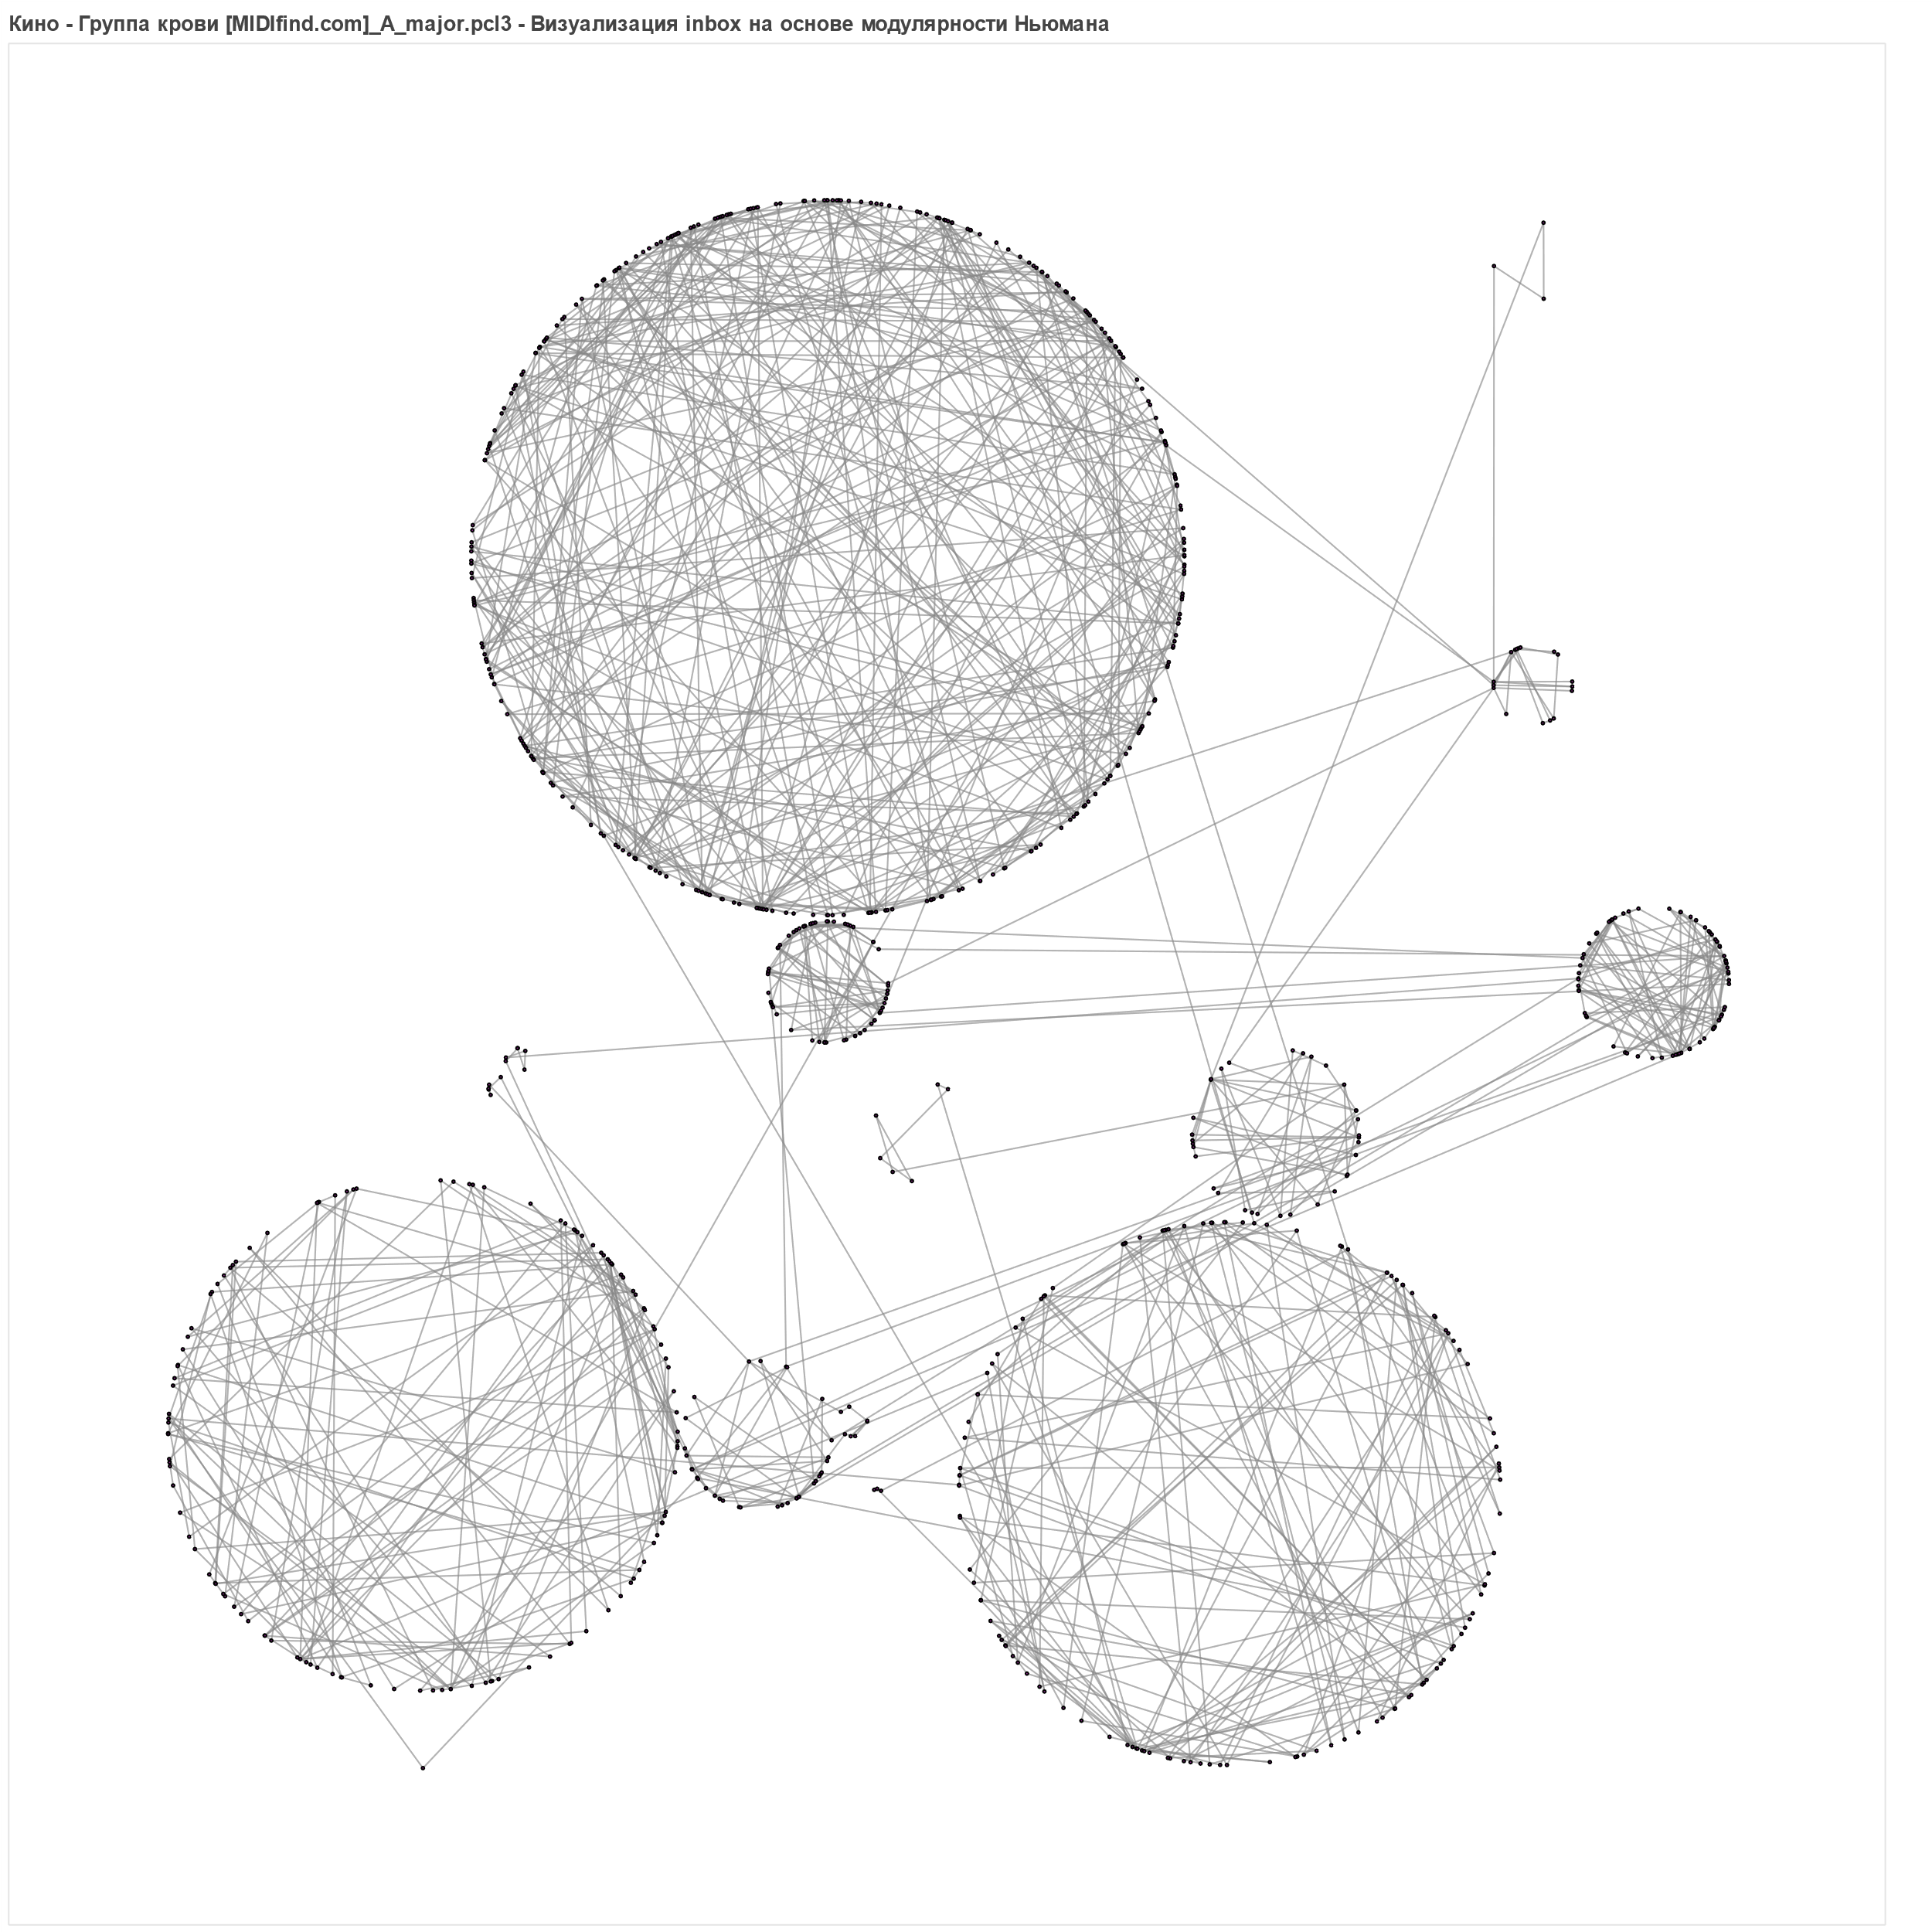 Кино - Группа крови [MIDIfind.com]_A_major.pcl3 - Визуализация inbox на основе модулярности Ньюмана